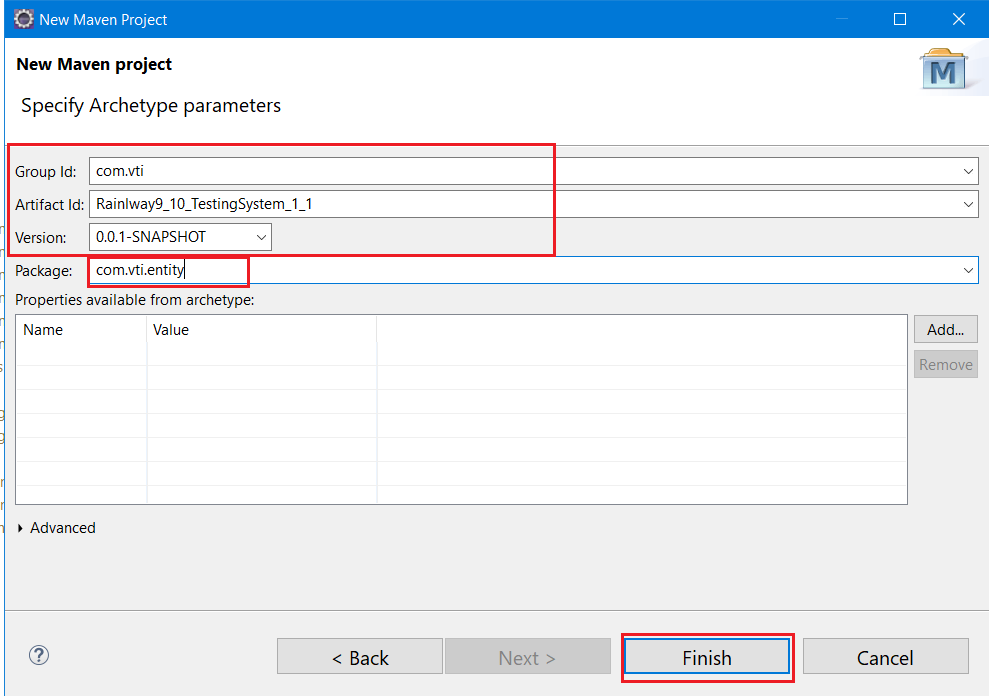 New Maven Project
New Maven project
M
Specify Archetype parameters
Group Id: com.vti
Artifact Id: Rainlway9_10_TestingSystem_1_1
Version: 0.0.1-SNAPSHOT
Package: com.vti.entity
Properties available from archetype:
Name Value
Add...
Remove
Advanced
? < Back Next > Finish Cancel